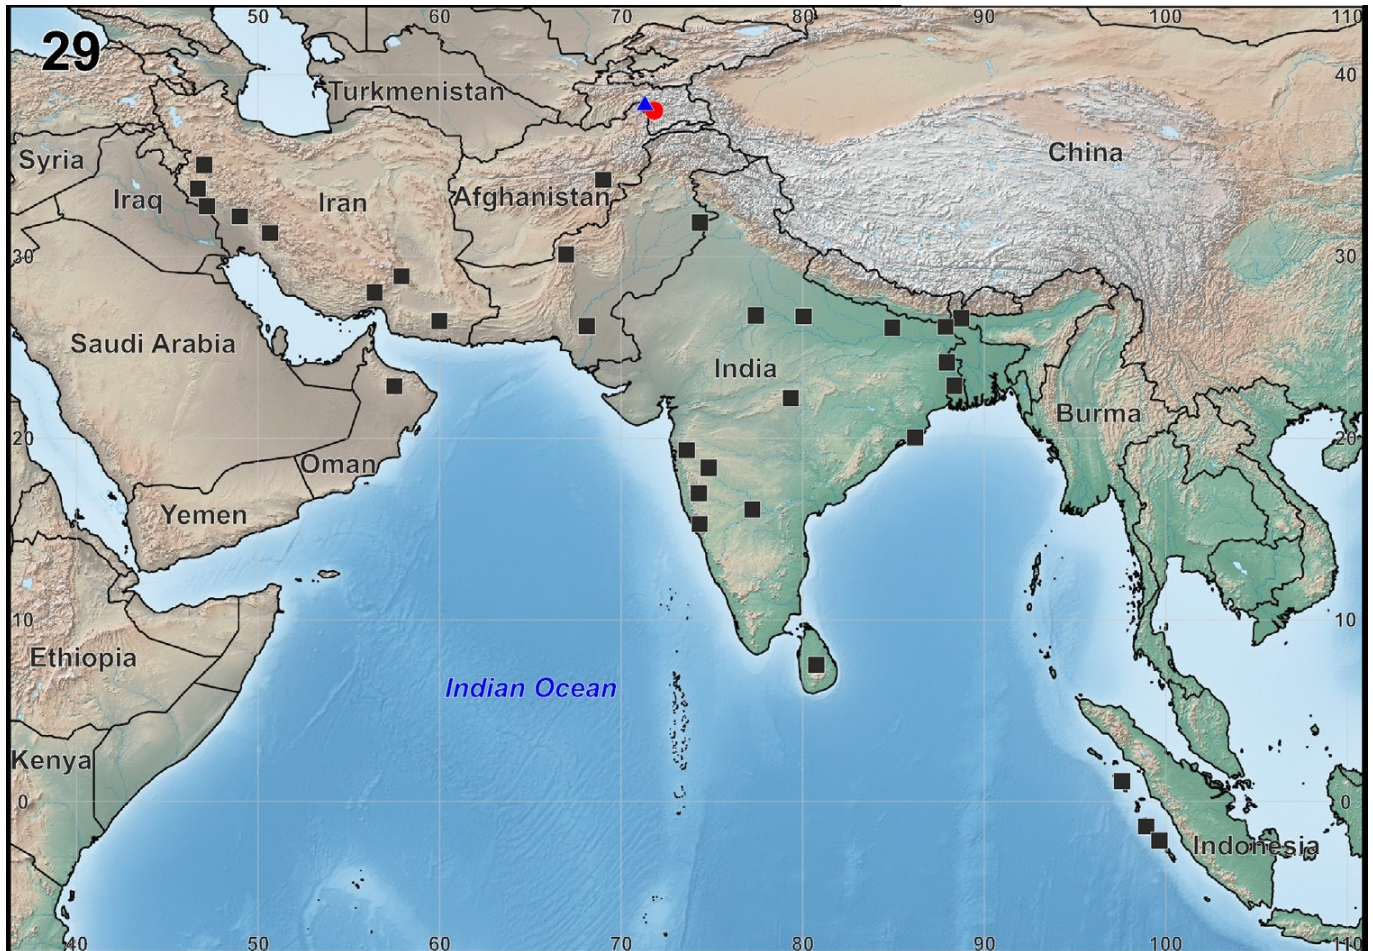 50 60 70 80 90 100 110
29
40
Turkmenistan
China
Syria
Iraq
Iran
Afghanistan
30 30
Saudi Arabia
India
Burma
20 20
Oman
Yemen
10
10
Ethiopia
Indian Ocean
Kenya
0 0
Indonesia
40 50 60 70 80 90 100 110